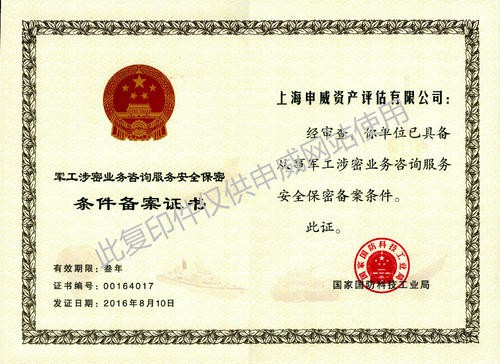 军工涉密业务咨询服务安全保密
条件备案证书
有效期限：叁年
证书编号：00164017
发证日期：2016年8月10日
上海申威资产评估有限公司：
经审查，你单位已具备
从事军工涉密业务咨询服务
安全保密备案条件。
此证。
国家国防科技工业局
国家国防科技工业局
此复印件仅供申威网站使用